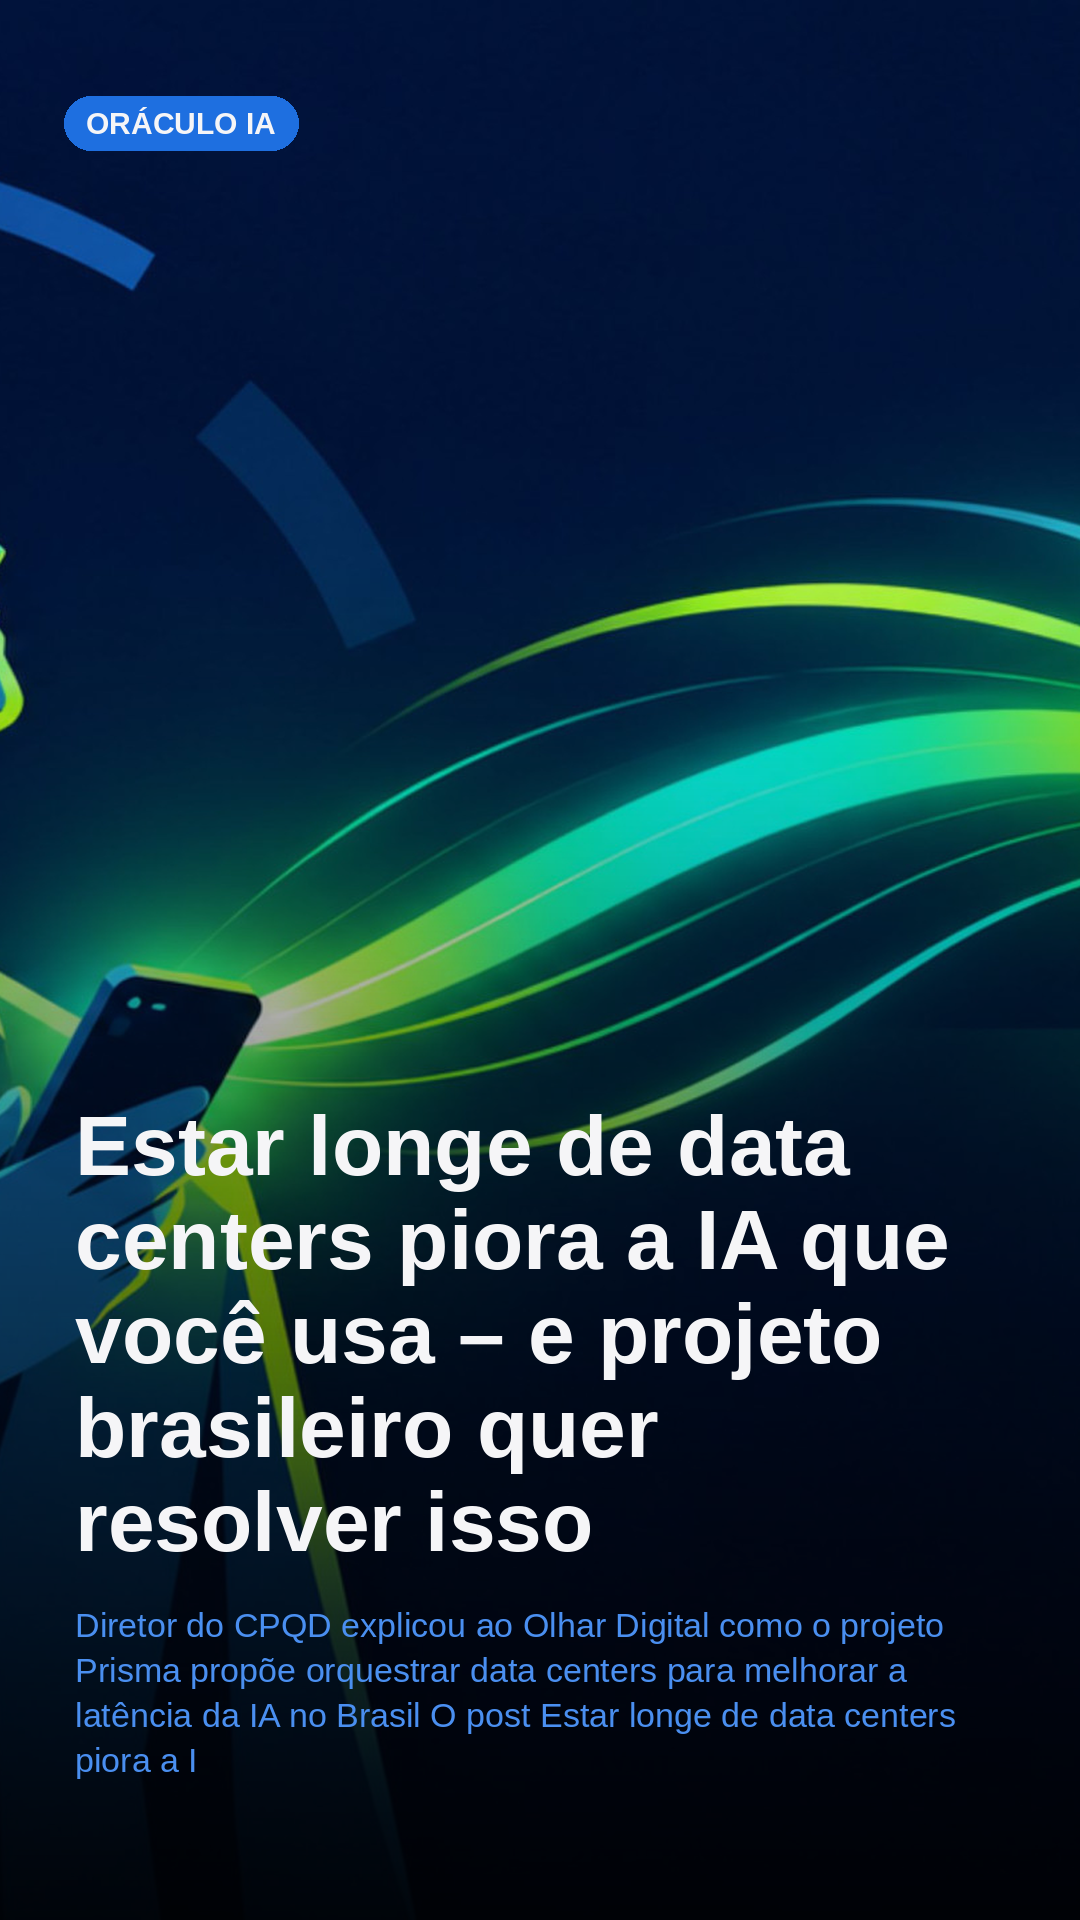 ORÁCULO IA
Estar longe de data
centers piora a IA que
você usa – e projeto
brasileiro quer
resolver isso
Diretor do CPQD explicou ao Olhar Digital como o projeto
Prisma propõe orquestrar data centers para melhorar a
latência da IA no Brasil O post Estar longe de data centers
piora a I